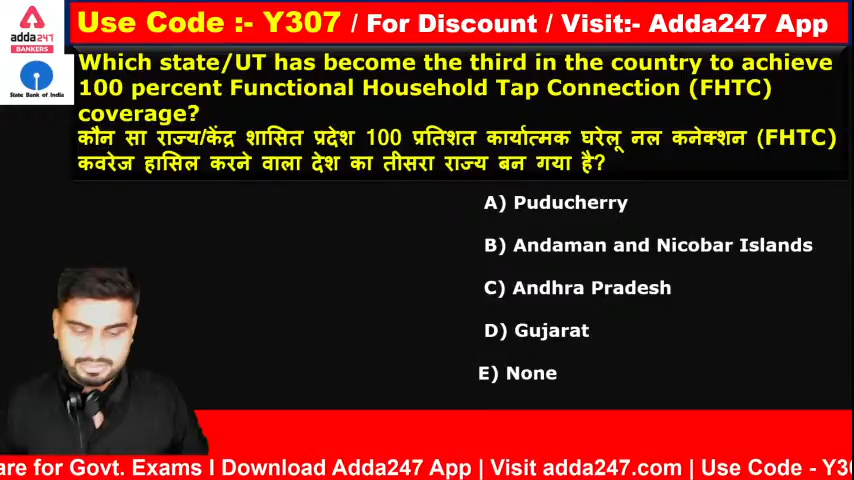 Use Code :- Y307 / For Discount / Visit:- Adda247 App
adda247
BANKERS
State Bank of India
Which state/UT has become the third in the country to achieve
100 percent Functional Household Tap Connection (FHTC)
coverage?
कौन सा राज्य/केंद्र शासित प्रदेश 100 प्रतिशत कार्यात्मक घरेलू नल कनेक्शन (FHTC)
कवरेज हासिल करने वाला देश का तीसरा राज्य बन गया है?
A) Puducherry
B) Andaman and Nicobar Islands
C) Andhra Pradesh
D) Gujarat
E) None
are for Govt. Exams I Download Adda247 App | Visit adda247.com | Use Code - Y30